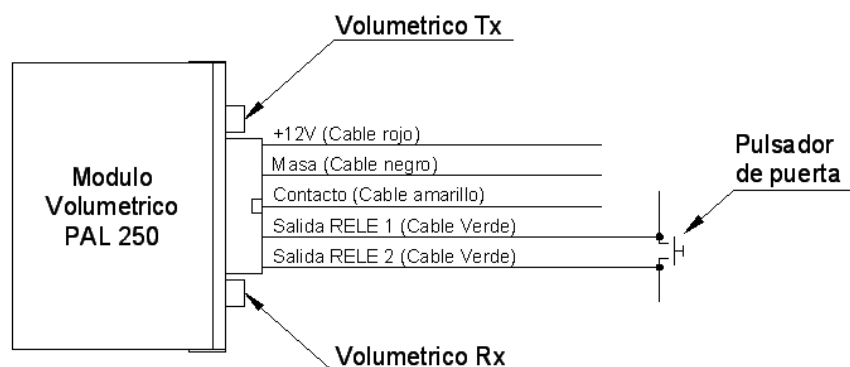 Volumetrico Tx
+12V (Cable rojo)
Masa (Cable negro)
Contacto (Cable amarillo)
Salida RELE 1 (Cable Verde)
Salida RELE 2 (Cable Verde)
Modulo
Volumetrico
PAL 250
Pulsador
de puerta
Volumetrico Rx